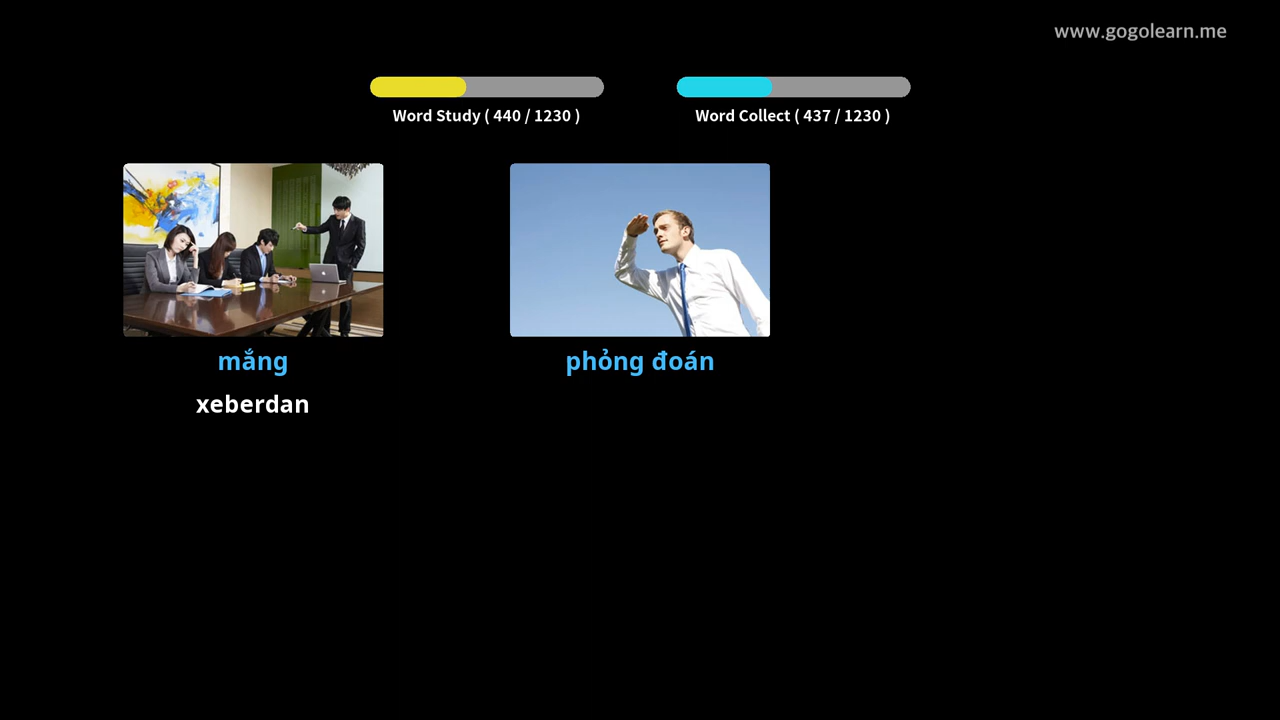 www.gogolearn.me
Word Study ( 440 / 1230 )
Word Collect ( 437 / 1230 )
mắng
phỏng đoán
xeberdan